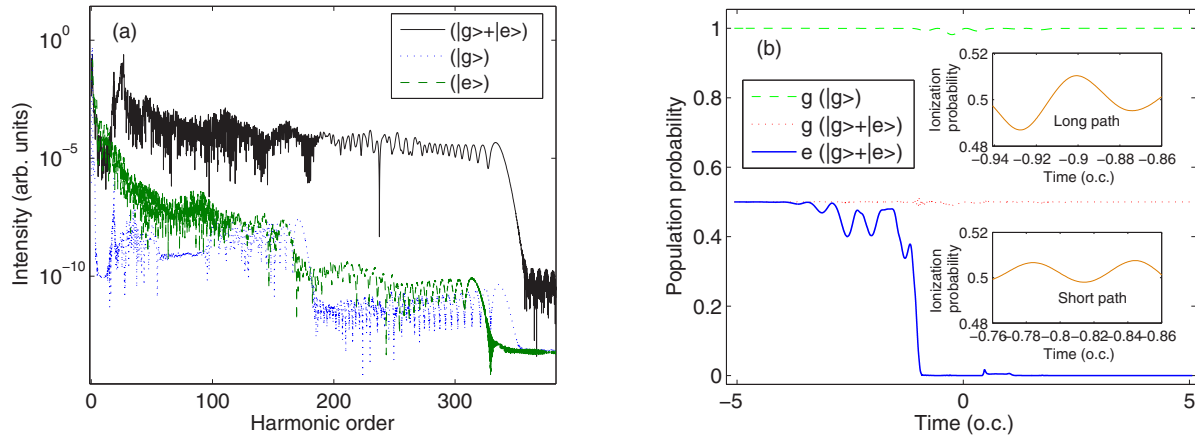 (a)
(|g>+|e>)
(|g>)
(|e>)
10^0
10^-5
10^-10
Intensity (arb. units)
0 100 200 300
Harmonic order
(b)
g (|g>)
g (|g>+|e>)
e (|g>+|e>)
1
0.8
0.6
0.4
0.2
0
Population probability
−5 0 5
Time (o.c.)
0.52
0.5
0.48
Ionization
probability
Long path
−0.94 −0.92 −0.9 −0.88 −0.86
Time (o.c.)
0.52
0.5
0.48
Ionization
probability
Short path
−0.76 −0.78 −0.8 −0.82 −0.84 −0.86
Time (o.c.)